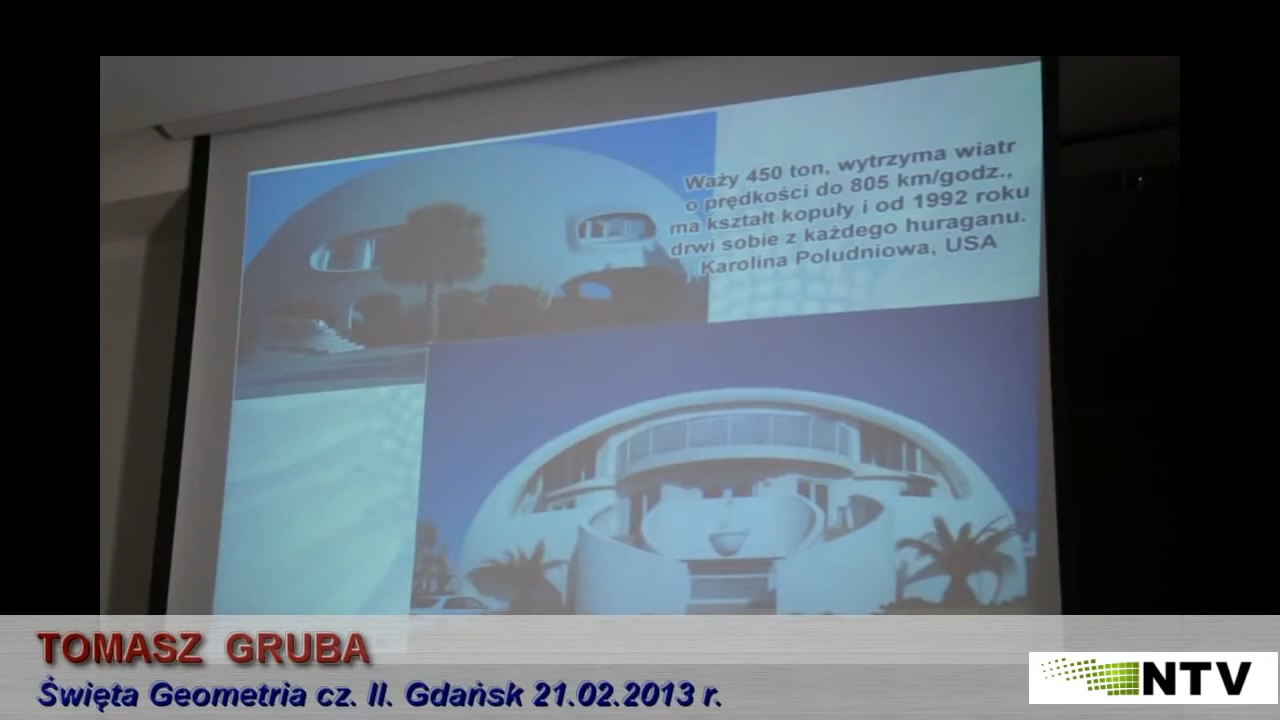 Waży 450 ton, wytrzyma wiatr
o prędkości do 805 km/godz.,
ma kształt kopuły i od 1992 roku
drwi sobie z każdego huraganu.
Karolina Południowa, USA
TOMASZ GRUBA
Święta Geometria cz. II. Gdańsk 21.02.2013 r.
NTV